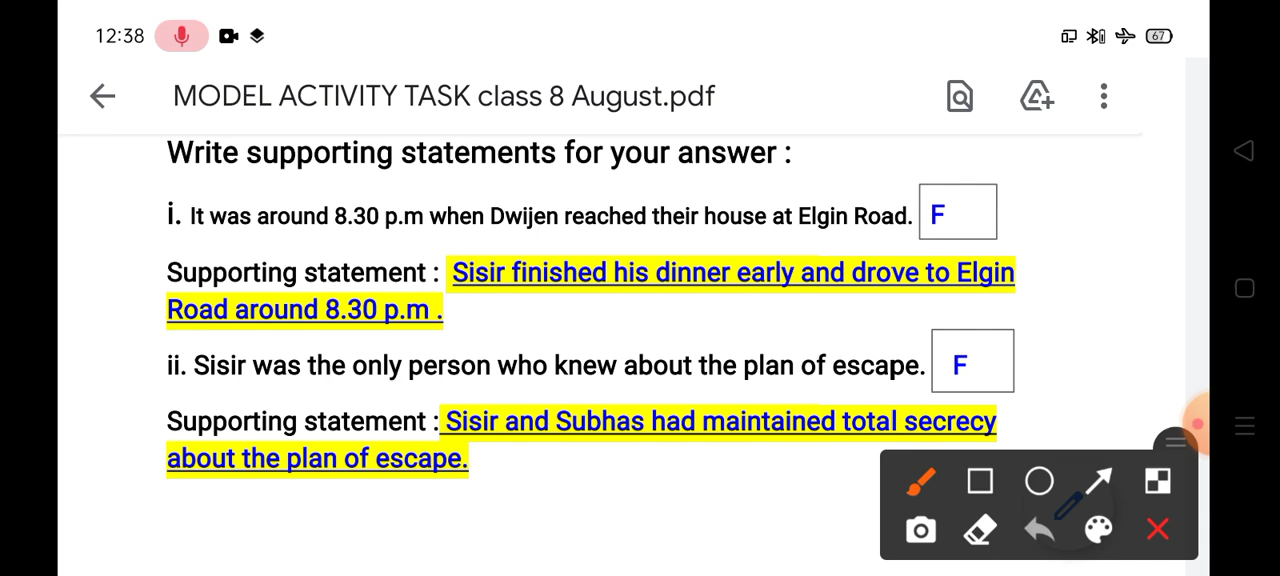 12:38
67
MODEL ACTIVITY TASK class 8 August.pdf
Write supporting statements for your answer :
i. It was around 8.30 p.m when Dwijen reached their house at Elgin Road. F
Supporting statement : Sisir finished his dinner early and drove to Elgin
Road around 8.30 p.m .
ii. Sisir was the only person who knew about the plan of escape. F
Supporting statement : Sisir and Subhas had maintained total secrecy
about the plan of escape.